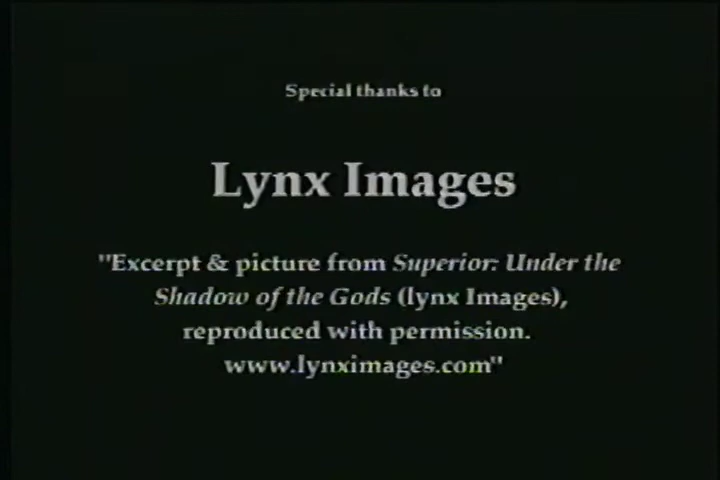 Special thanks to
Lynx Images
"Excerpt & picture from Superior: Under the
Shadow of the Gods (lynx Images),
reproduced with permission.
www.lynximages.com"